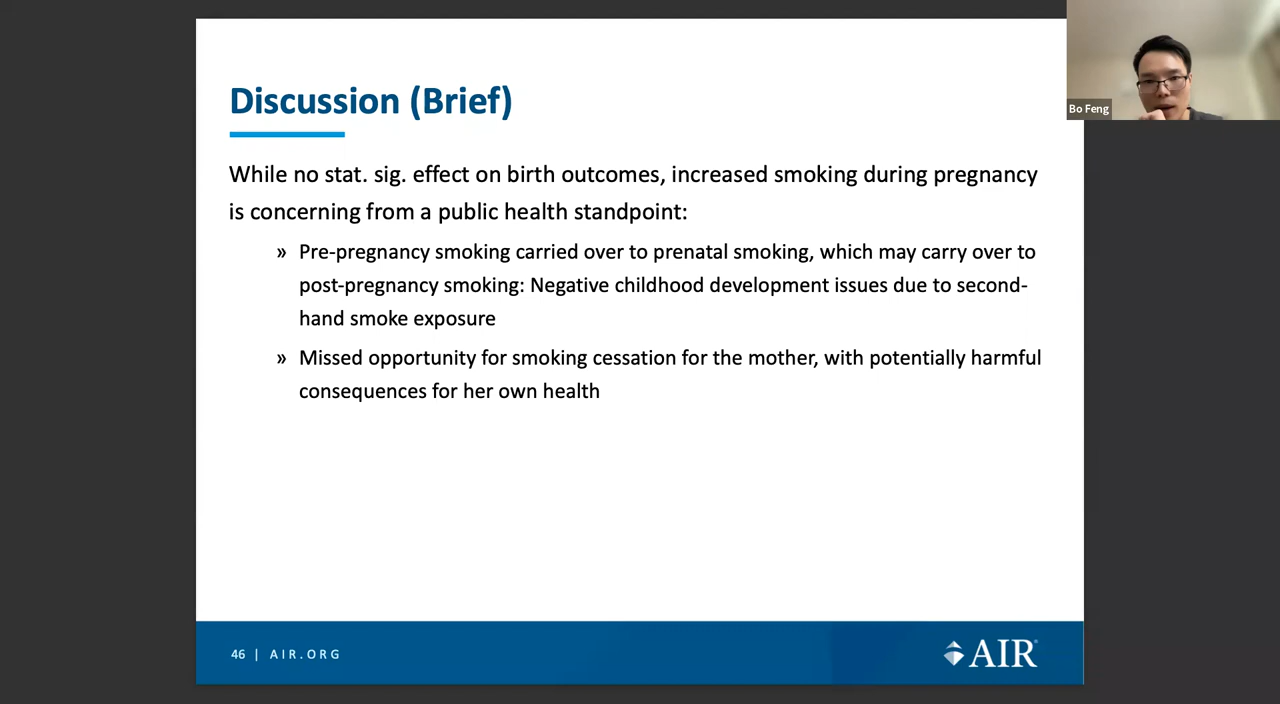 Discussion (Brief)
While no stat. sig. effect on birth outcomes, increased smoking during pregnancy
is concerning from a public health standpoint:
» Pre-pregnancy smoking carried over to prenatal smoking, which may carry over to
post-pregnancy smoking: Negative childhood development issues due to second-
hand smoke exposure
» Missed opportunity for smoking cessation for the mother, with potentially harmful
consequences for her own health
46 | AIR.ORG
AIR
Bo Feng